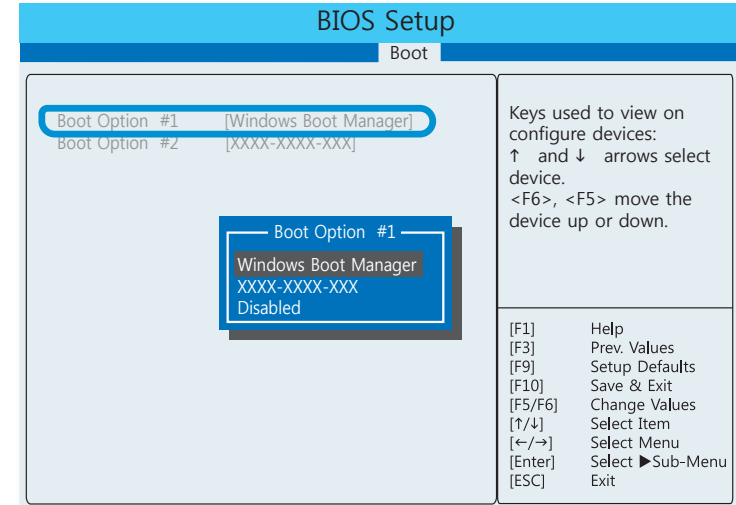 BIOS Setup
Boot
Boot Option #1 [Windows Boot Manager]
Boot Option #2 [XXXX-XXXX-XXX]
Boot Option #1
Windows Boot Manager
XXXX-XXXX-XXX
Disabled
Keys used to view on
configure devices:
↑ and ↓ arrows select
device.
<F6>, <F5> move the
device up or down.
[F1] Help
[F3] Prev. Values
[F9] Setup Defaults
[F10] Save & Exit
[F5/F6] Change Values
[↑/↓] Select Item
[←/→] Select Menu
[Enter] Select ▶Sub-Menu
[ESC] Exit